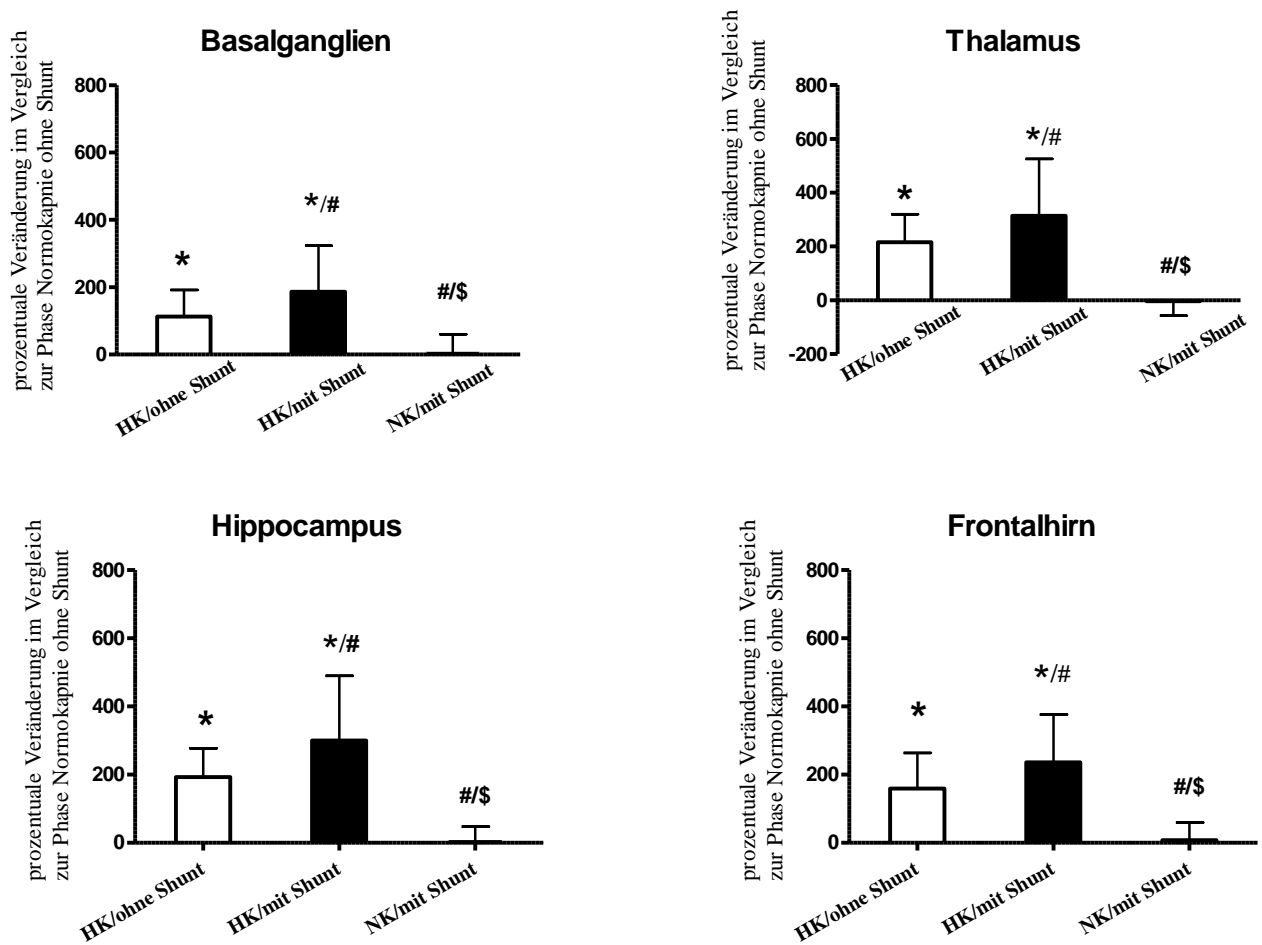 Basalganglien
prozentuale Veränderung im Vergleich
zur Phase Normokapnie ohne Shunt
800
600
400
200
0
*
*/#
#/$
HK/ohne Shunt
HK/mit Shunt
NK/mit Shunt
Thalamus
prozentuale Veränderung im Vergleich
zur Phase Normokapnie ohne Shunt
800
600
400
200
0
-200
*
*/#
#/$
HK/ohne Shunt
HK/mit Shunt
NK/mit Shunt
Hippocampus
prozentuale Veränderung im Vergleich
zur Phase Normokapnie ohne Shunt
800
600
400
200
0
*
*/#
#/$
HK/ohne Shunt
HK/mit Shunt
NK/mit Shunt
Frontalhirn
prozentuale Veränderung im Vergleich
zur Phase Normokapnie ohne Shunt
800
600
400
200
0
*
*/#
#/$
HK/ohne Shunt
HK/mit Shunt
NK/mit Shunt